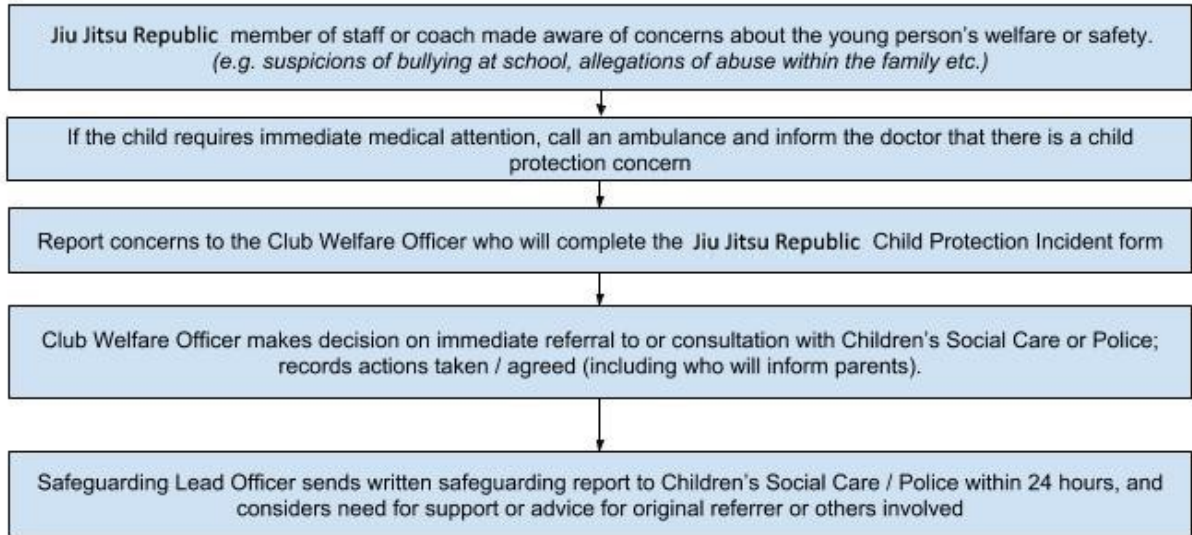 Jiu Jitsu Republic member of staff or coach made aware of concerns about the young person's welfare or safety.
(e.g. suspicions of bullying at school, allegations of abuse within the family etc.)
If the child requires immediate medical attention, call an ambulance and inform the doctor that there is a child
protection concern
Report concerns to the Club Welfare Officer who will complete the Jiu Jitsu Republic Child Protection Incident form
Club Welfare Officer makes decision on immediate referral to or consultation with Children's Social Care or Police;
records actions taken / agreed (including who will inform parents).
Safeguarding Lead Officer sends written safeguarding report to Children's Social Care / Police within 24 hours, and
considers need for support or advice for original referrer or others involved